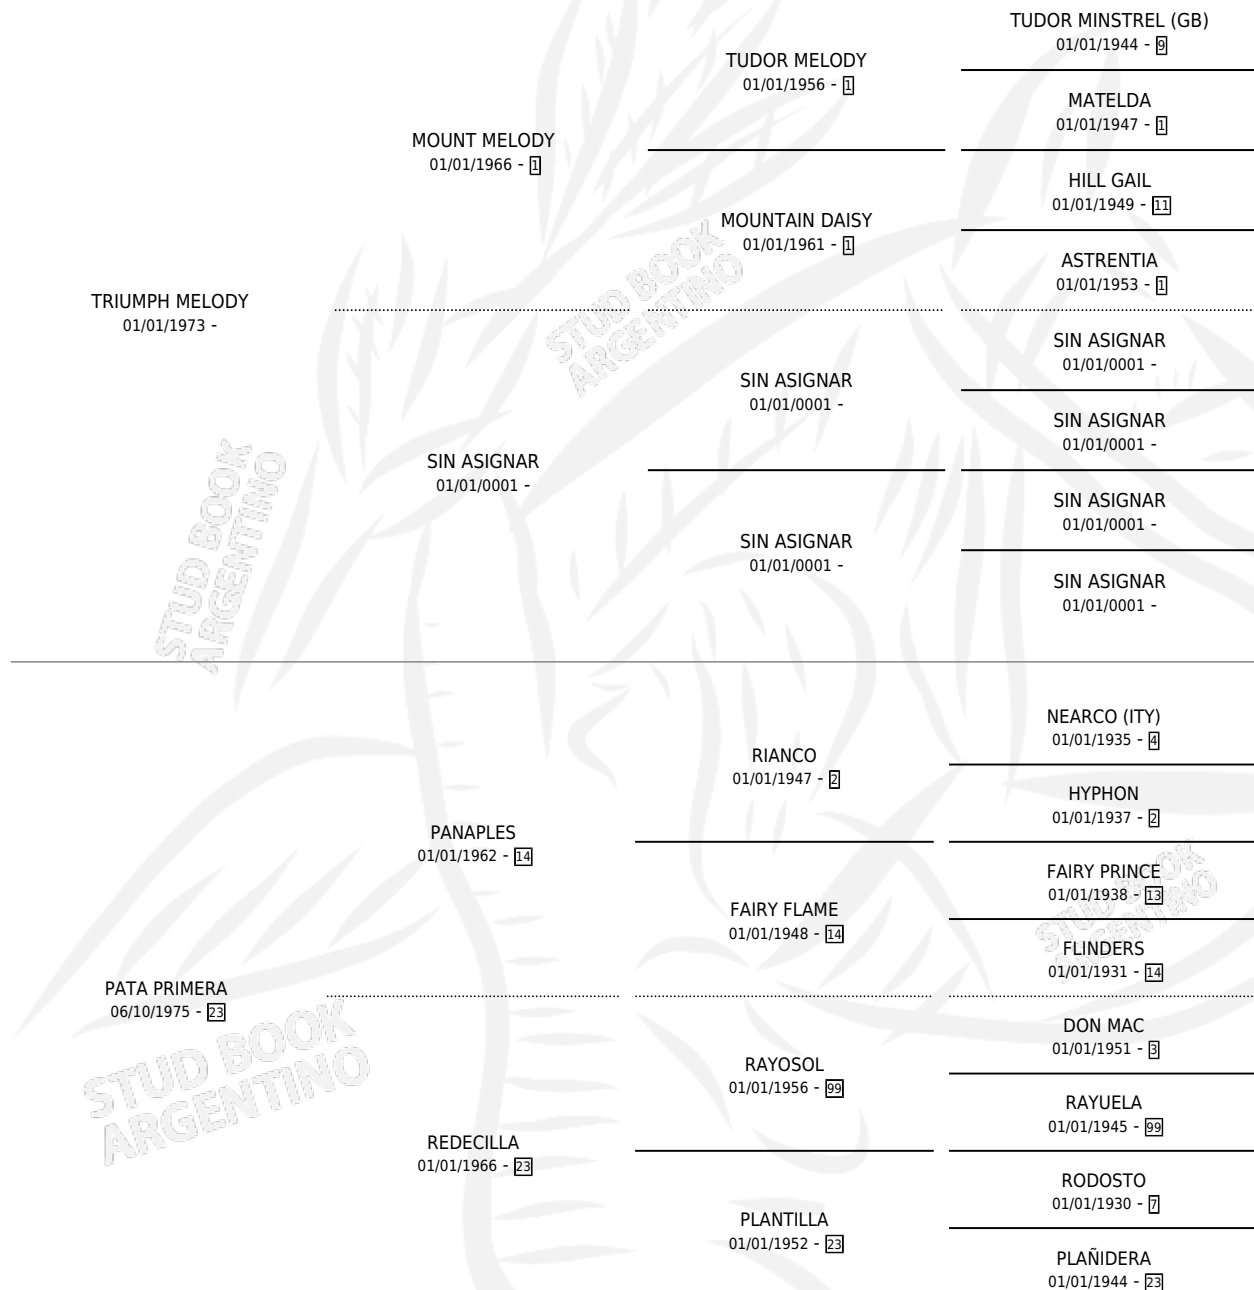 TUDOR MINSTREL (GB)
01/01/1944 - 9
TUDOR MELODY
01/01/1956 - 1
MATELDA
01/01/1947 - 1
MOUNT MELODY
01/01/1966 - 1
HILL GAIL
01/01/1949 - 11
MOUNTAIN DAISY
01/01/1961 - 1
ASTRENTIA
01/01/1953 - 1
TRIUMPH MELODY
01/01/1973 -
STUD BOOK
ARGENTINO
SIN ASIGNAR
01/01/0001 -
SIN ASIGNAR
01/01/0001 -
SIN ASIGNAR
01/01/0001 -
SIN ASIGNAR
01/01/0001 -
SIN ASIGNAR
01/01/0001 -
SIN ASIGNAR
01/01/0001 -
SIN ASIGNAR
01/01/0001 -
STUD BOOK
ARGENTINO
NEARCO (ITY)
01/01/1935 - 4
RIANCO
01/01/1947 - 2
HYPHON
01/01/1937 - 2
PANAPLES
01/01/1962 - 14
FAIRY PRINCE
01/01/1938 - 13
STUD BOOK
ARGENTINO
FAIRY FLAME
01/01/1948 - 14
FLINDERS
01/01/1931 - 14
PATA PRIMERA
06/10/1975 - 23
STUD BOOK
ARGENTINO
DON MAC
01/01/1951 - 3
RAYOSOL
01/01/1956 - 99
RAYUELA
01/01/1945 - 99
REDECILLA
01/01/1966 - 23
RODOSTO
01/01/1930 - 7
PLANTILLA
01/01/1952 - 23
PLAÑIDERA
01/01/1944 - 23